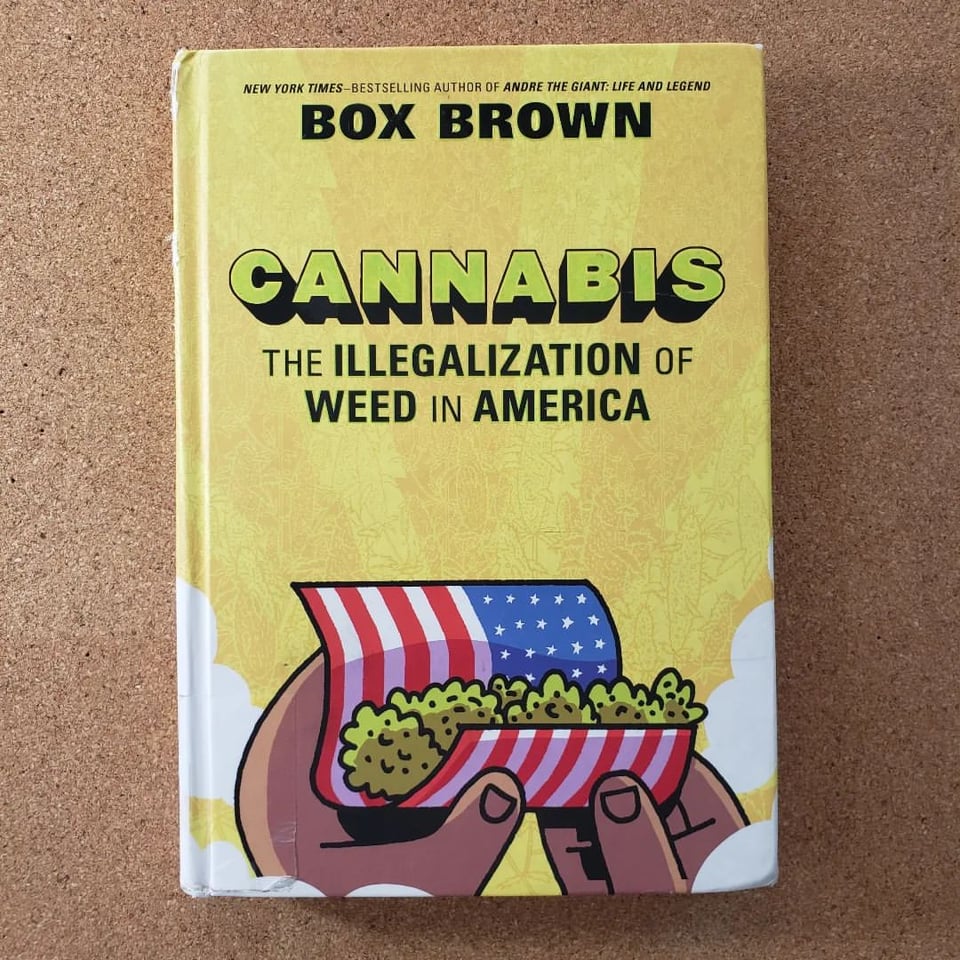 NEW YORK TIMES–BESTSELLING AUTHOR OF ANDRE THE GIANT: LIFE AND LEGEND
BOX BROWN
CANNABIS
THE ILLEGALIZATION OF
WEED IN AMERICA